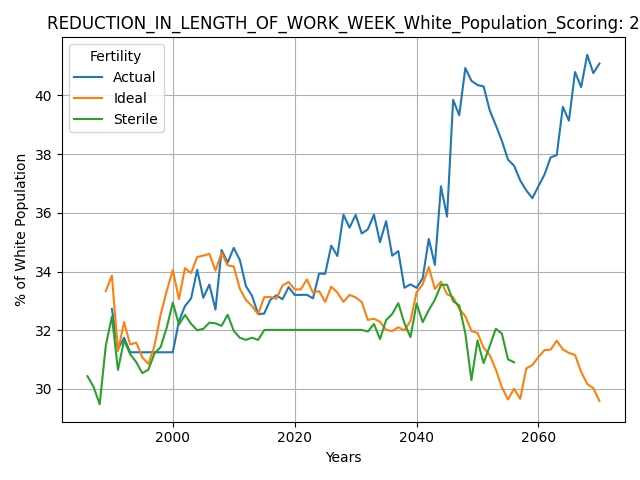 REDUCTION_IN_LENGTH_OF_WORK_WEEK_White_Population_Scoring: 2
Fertility
Actual
Ideal
Sterile
% of White Population
40
38
36
34
32
30
2000
2020
2040
2060
Years